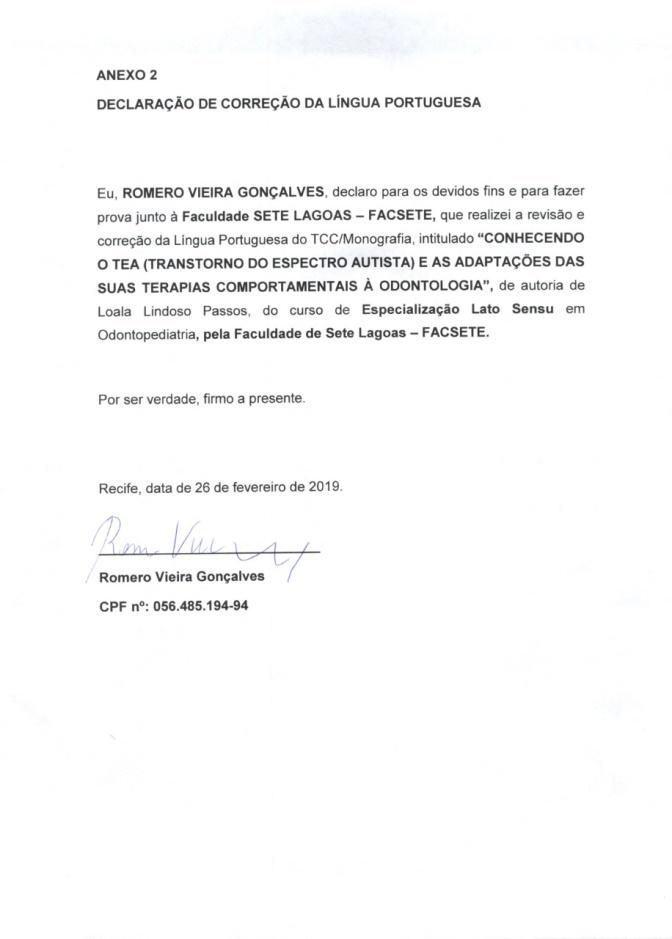 ANEXO 2
DECLARAÇÃO DE CORREÇÃO DA LÍNGUA PORTUGUESA
Eu, ROMERO VIEIRA GONÇALVES, declaro para os devidos fins e para fazer
prova junto à Faculdade SETE LAGOAS – FACSETE, que realizei a revisão e
correção da Língua Portuguesa do TCC/Monografia, intitulado “CONHECENDO
O TEA (TRANSTORNO DO ESPECTRO AUTISTA) E AS ADAPTAÇÕES DAS
SUAS TERAPIAS COMPORTAMENTAIS À ODONTOLOGIA”, de autoria de
Loala Lindoso Passos, do curso de Especialização Lato Sensu em
Odontopediatria, pela Faculdade de Sete Lagoas – FACSETE.
Por ser verdade, firmo a presente.
Recife, data de 26 de fevereiro de 2019.
Romero Vieira Gonçalves
CPF nº: 056.485.194-94